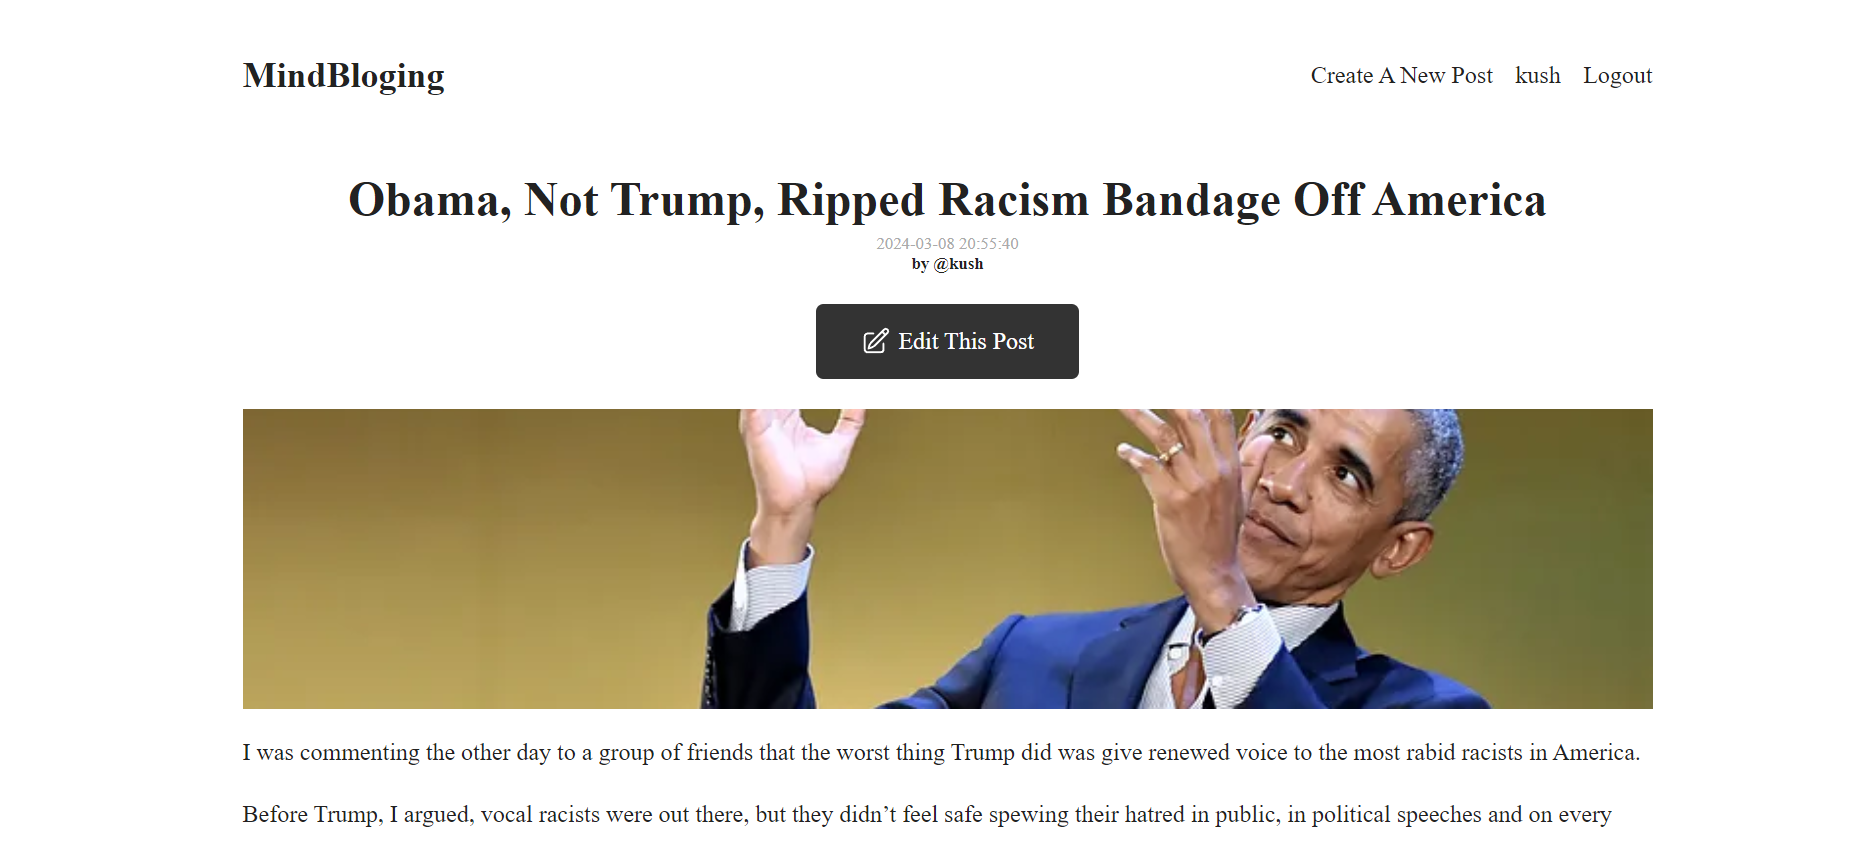 MindBloging
Create A New Post kush Logout
Obama, Not Trump, Ripped Racism Bandage Off America
2024-03-08 20:55:40
by @kush
Edit This Post
I was commenting the other day to a group of friends that the worst thing Trump did was give renewed voice to the most rabid racists in America.
Before Trump, I argued, vocal racists were out there, but they didn’t feel safe spewing their hatred in public, in political speeches and on every